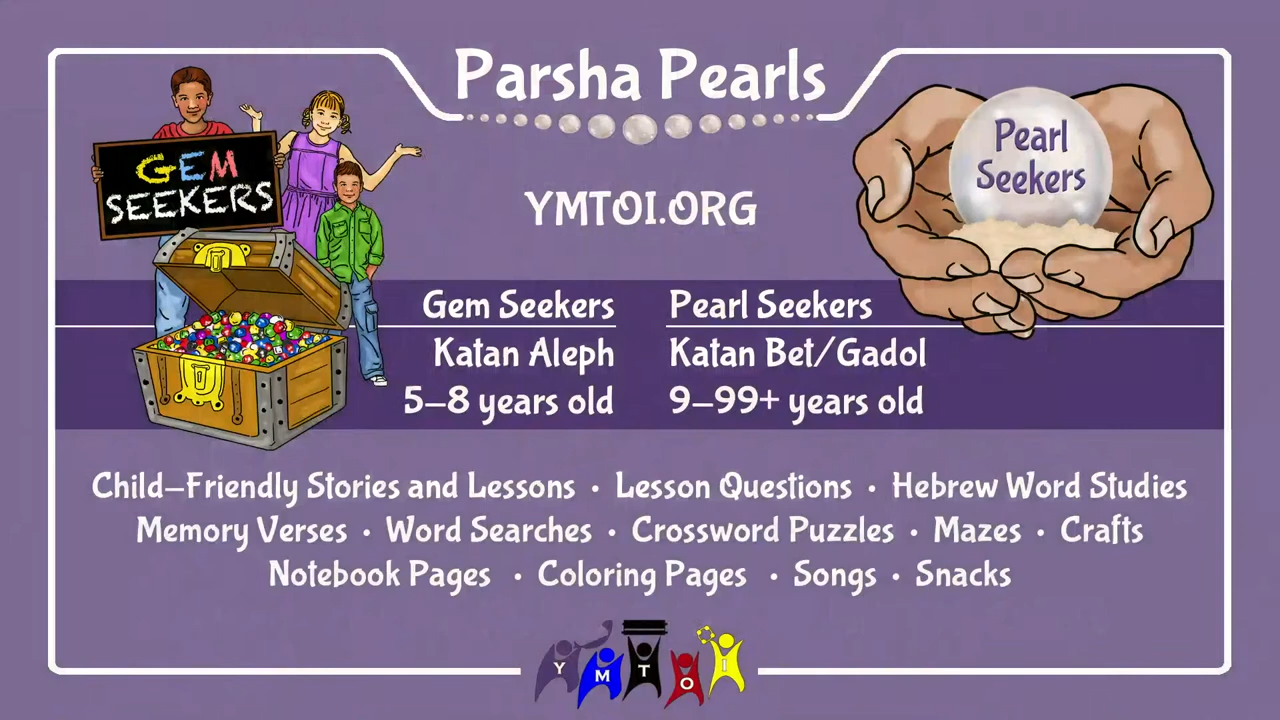 Parsha Pearls
GEM
SEEKERS
Pearl
Seekers
YMTOI.ORG
Gem Seekers
Katan Aleph
5–8 years old
Pearl Seekers
Katan Bet/Gadol
9–99+ years old
Child–Friendly Stories and Lessons • Lesson Questions • Hebrew Word Studies
Memory Verses • Word Searches • Crossword Puzzles • Mazes • Crafts
Notebook Pages • Coloring Pages • Songs • Snacks
Y M T O I